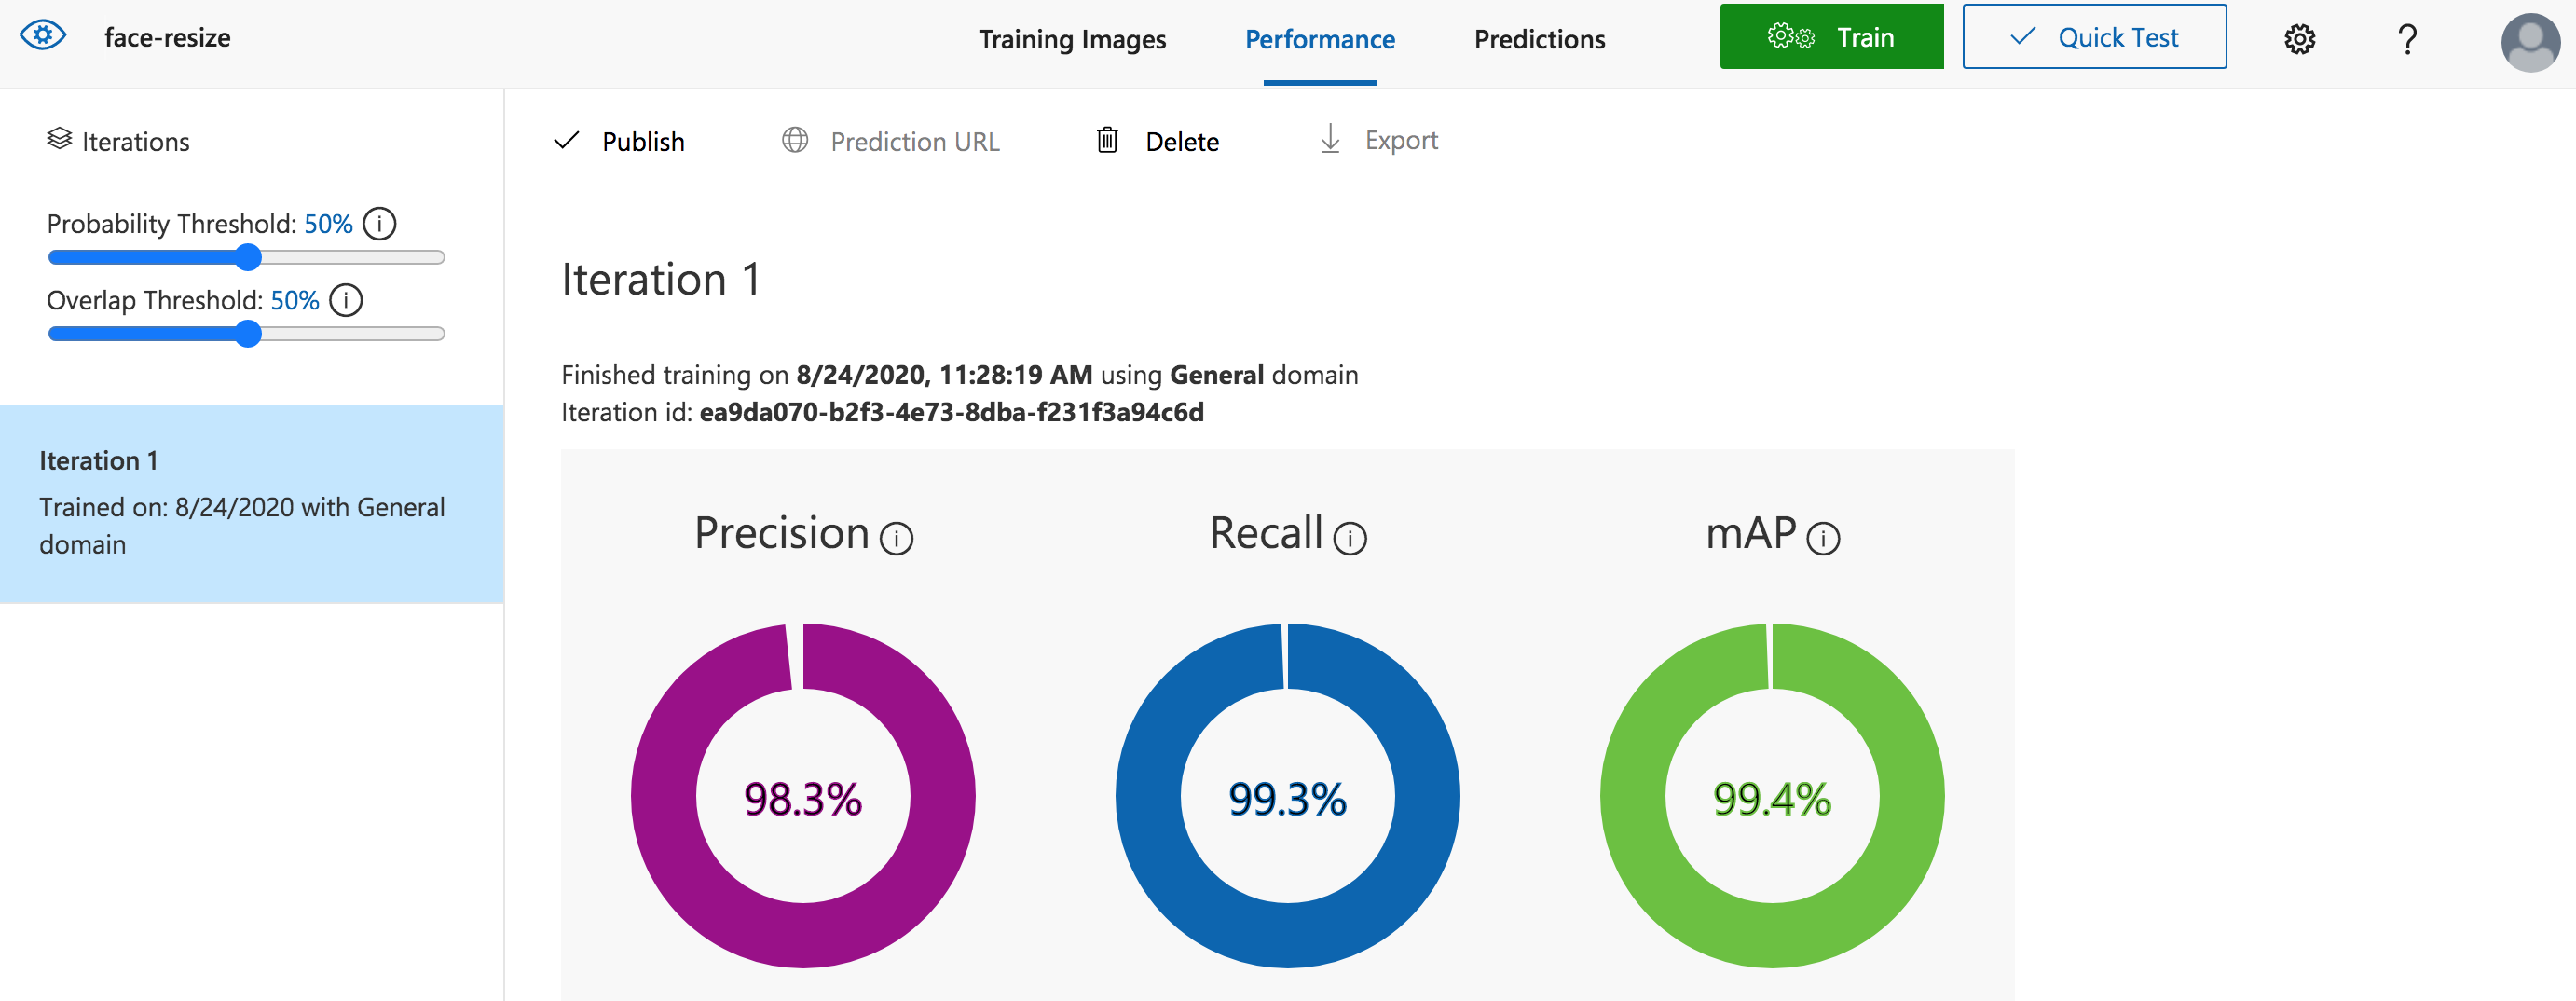 face-resize
Training Images
Performance
Predictions
Train
Quick Test
?
Iterations
Probability Threshold: 50% i
Overlap Threshold: 50% i
Iteration 1
Trained on: 8/24/2020 with General
domain
Publish
Prediction URL
Delete
Export
Iteration 1
Finished training on 8/24/2020, 11:28:19 AM using General domain
Iteration id: ea9da070-b2f3-4e73-8dba-f231f3a94c6d
Precision i
Recall i
mAP i
98.3%
99.3%
99.4%